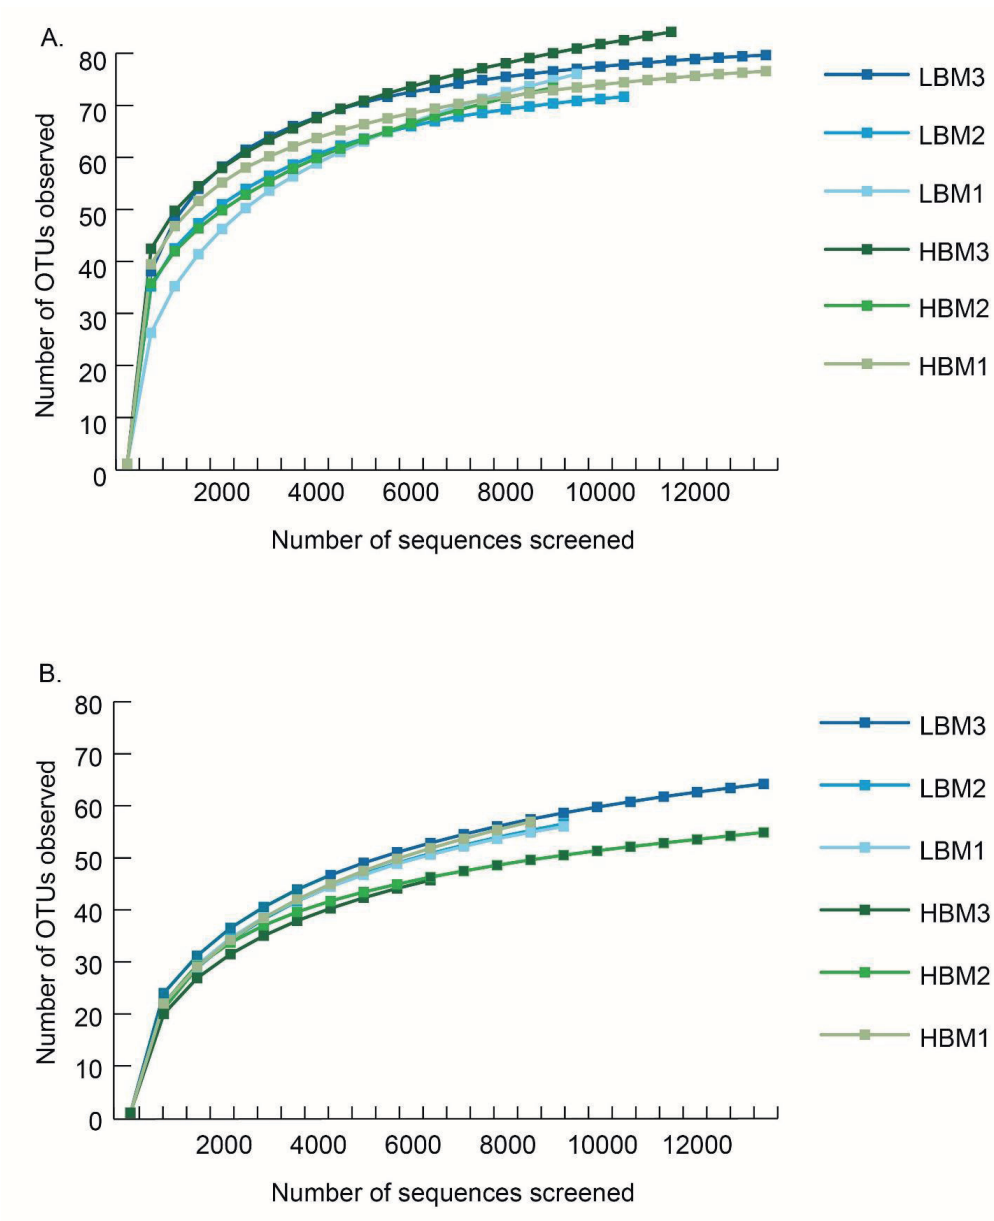 A.
80
70
60
50
40
30
20
10
0
Number of OTUs observed
2000 4000 6000 8000 10000 12000
Number of sequences screened
LBM3
LBM2
LBM1
HBM3
HBM2
HBM1
B.
80
70
60
50
40
30
20
10
0
Number of OTUs observed
2000 4000 6000 8000 10000 12000
Number of sequences screened
LBM3
LBM2
LBM1
HBM3
HBM2
HBM1